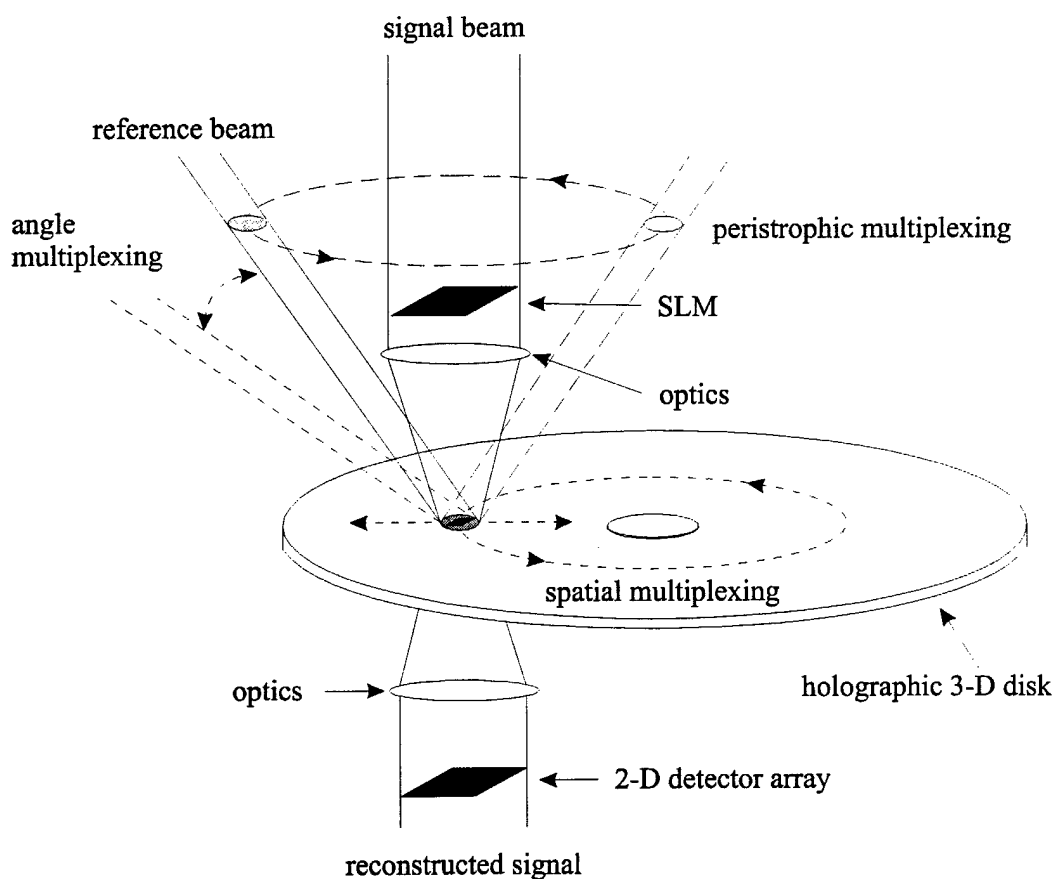 signal beam
reference beam
angle
multiplexing
peristrophic multiplexing
SLM
optics
spatial multiplexing
optics
holographic 3-D disk
2-D detector array
reconstructed signal